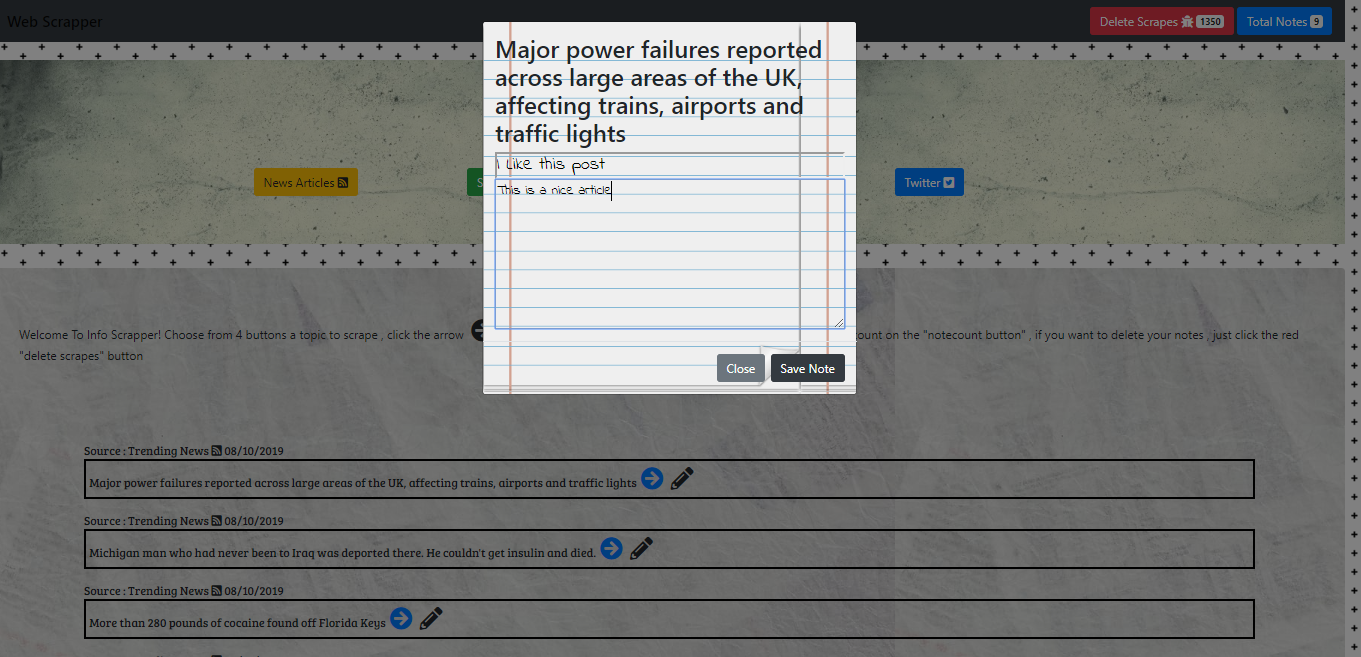 Web Scrapper
Delete Scrapes 1350
Total Notes 9
Major power failures reported
across large areas of the UK,
affecting trains, airports and
traffic lights
I like this post
This is a nice article
News Articles
S
Twitter
Welcome To Info Scrapper! Choose from 4 buttons a topic to scrape , click the arrow
ount on the "notecount button" , if you want to delete your notes , just click the red
"delete scrapes" button
Close
Save Note
Source : Trending News 08/10/2019
Major power failures reported across large areas of the UK, affecting trains, airports and traffic lights
Source : Trending News 08/10/2019
Michigan man who had never been to Iraq was deported there. He couldn't get insulin and died.
Source : Trending News 08/10/2019
More than 280 pounds of cocaine found off Florida Keys